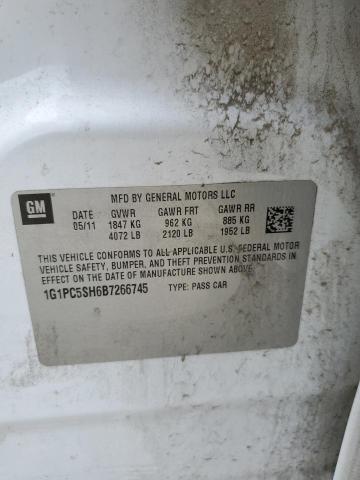 GM
MFD BY GENERAL MOTORS LLC
05/11 GVWR GAWR FRT GAWR RR
1847 KG 962 KG 885 KG
4072 LB 2120 LB 1952 LB
THIS VEHICLE CONFORMS TO ALL APPLICABLE U.S. FEDERAL MOTOR
VEHICLE SAFETY, BUMPER, AND THEFT PREVENTION STANDARDS
IN EFFECT ON THE DATE OF MANUFACTURE SHOWN ABOVE.
1G1PC5SH6B7266745 TYPE: PASS CAR